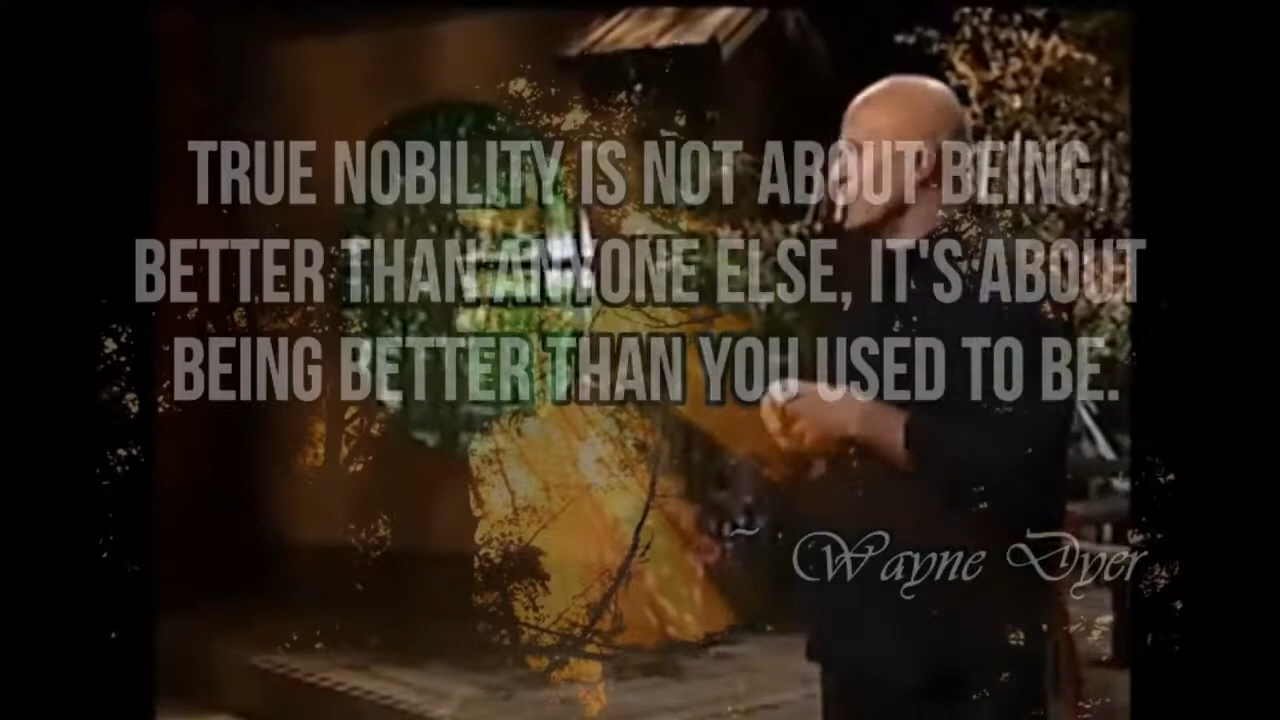 TRUE NOBILITY IS NOT ABOUT BEING
BETTER THAN ANYONE ELSE, IT'S ABOUT
BEING BETTER THAN YOU USED TO BE.
~ Wayne Dyer